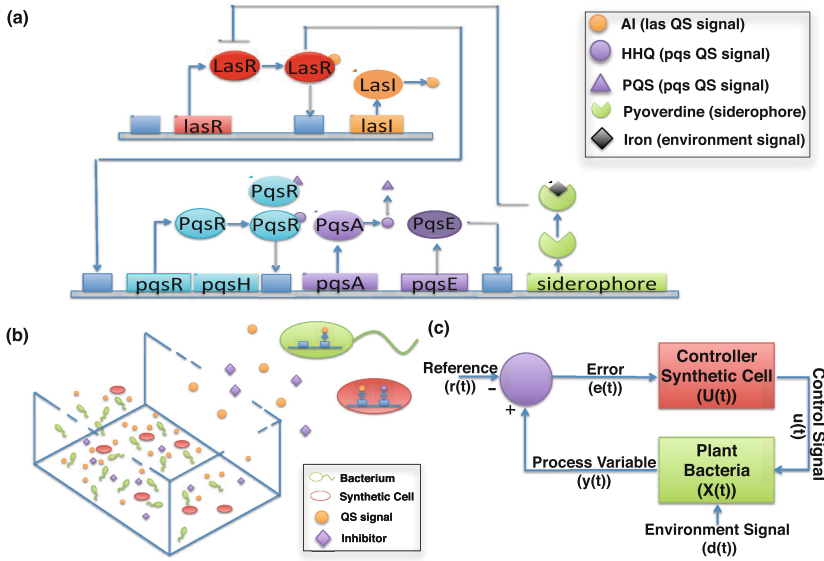 (a)
LasR
LasR
LasI
lasR
lasI
AI (las QS signal)
HHQ (pqs QS signal)
PQS (pqs QS signal)
Pyoverdine (siderophore)
Iron (environment signal)
PqsR
PqsR
PqsR
PqsA
PqsE
pqsR
pqsH
pqsA
pqsE
siderophore
(b)
Bacterium
Synthetic Cell
QS signal
Inhibitor
(c)
Reference
(r(t))
−
+
Error
(e(t))
Controller
Synthetic Cell
(U(t))
Control Signal
u(t)
Process Variable
(y(t))
Plant
Bacteria
(X(t))
Environment Signal
(d(t))